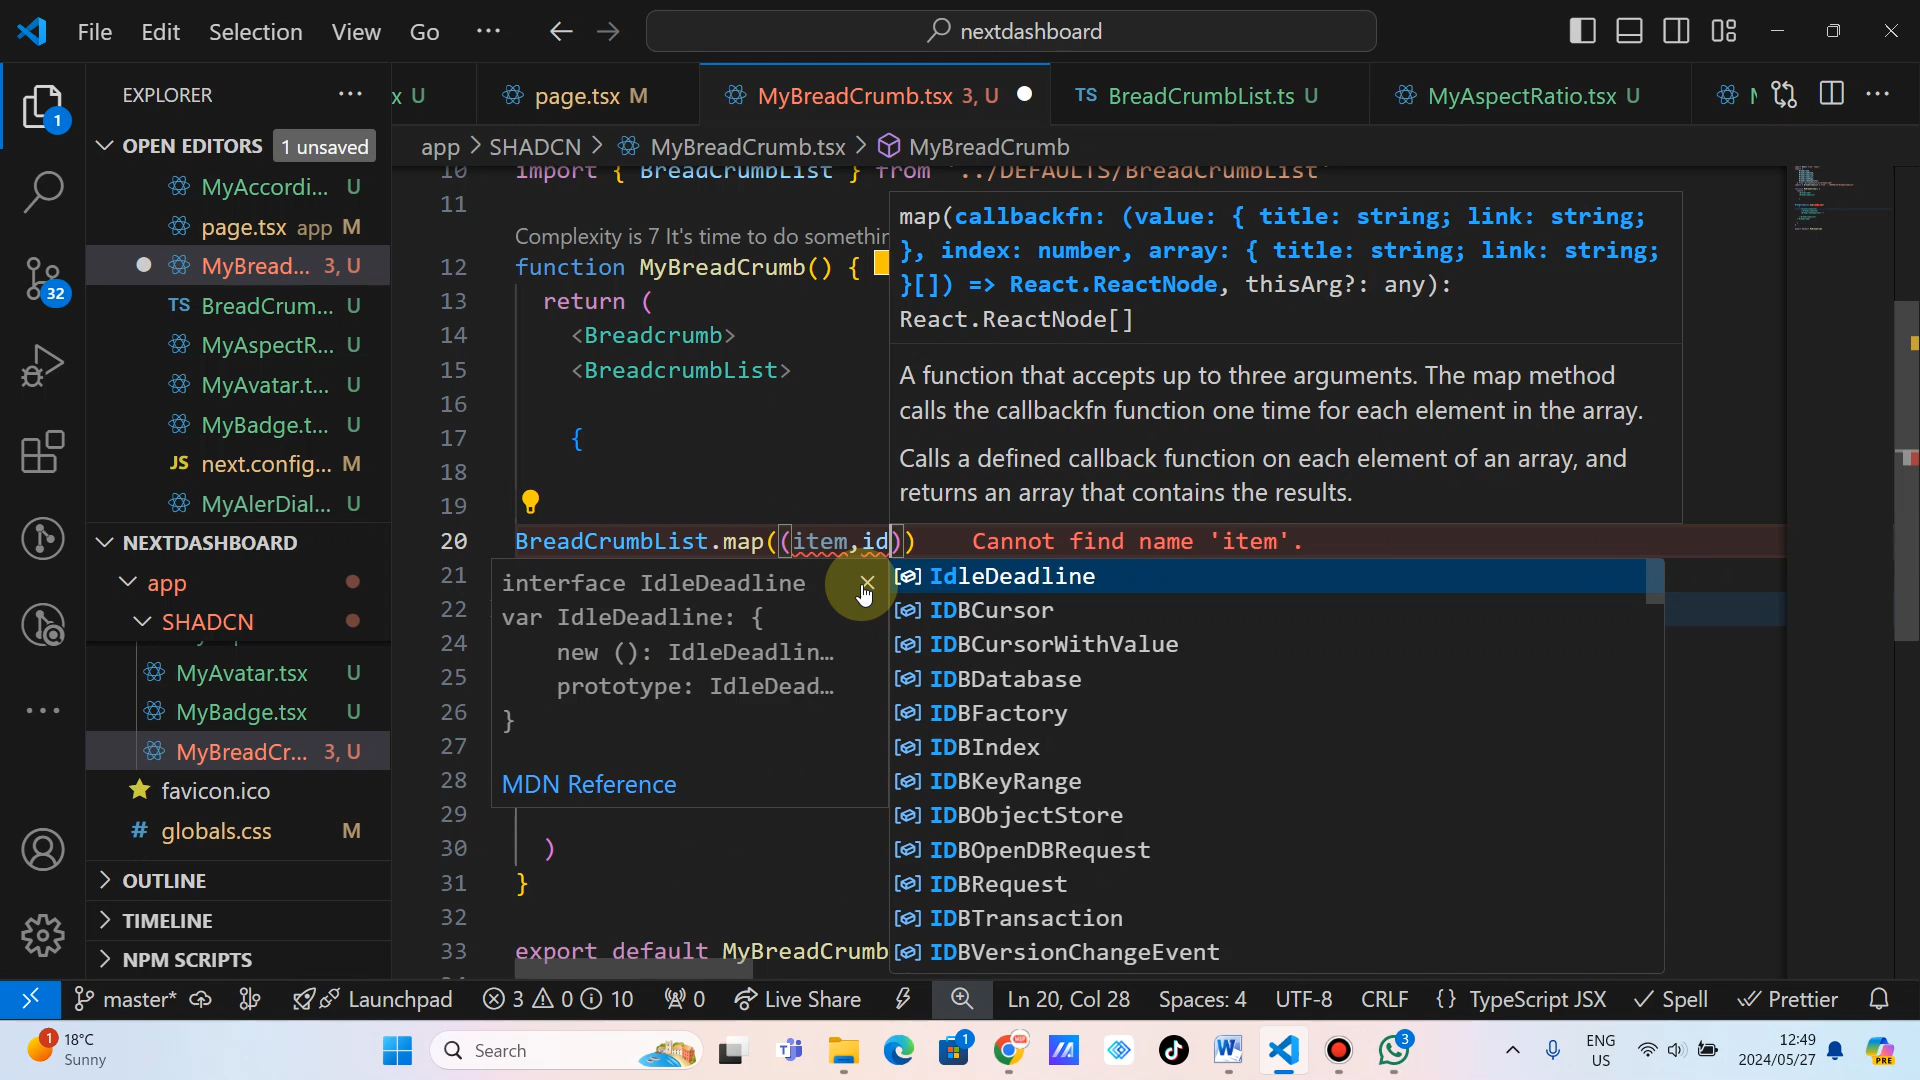 File Edit Selection View Go ··· nextdashboard
EXPLORER ···
x U page.tsx M MyBreadCrumb.tsx 3, U TS BreadCrumbList.ts U MyAspectRatio.tsx U ···
OPEN EDITORS 1 unsaved
app > SHADCN > MyBreadCrumb.tsx > MyBreadCrumb
MyAccordi... U
page.tsx app M
MyBread... 3, U
TS BreadCrum... U
MyAspectR... U
MyAvatar.t... U
MyBadge.t... U
JS next.config... M
MyAlerDial... U
NEXTDASHBOARD
app
SHADCN
MyAvatar.tsx U
MyBadge.tsx U
MyBreadCr... 3, U
favicon.ico
# globals.css M
OUTLINE
TIMELINE
NPM SCRIPTS
1
32
10 import { BreadCrumbList } from '../DEFAULTS/BreadCrumbList'
11
Complexity is 7 It's time to do somethin
12 function MyBreadCrumb() {
13 return (
14 <Breadcrumb>
15 <BreadcrumbList>
16
17 {
18
19
20 BreadCrumbList.map((item,id)) Cannot find name 'item'.
21
22
23
24
25
26
27
28
29
30 )
31 }
32
33 export default MyBreadCrumb
map(callbackfn: (value: { title: string; link: string;
}, index: number, array: { title: string; link: string;
}[]) => React.ReactNode, thisArg?: any):
React.ReactNode[]
A function that accepts up to three arguments. The map method
calls the callbackfn function one time for each element in the array.
Calls a defined callback function on each element of an array, and
returns an array that contains the results.
interface IdleDeadline
var IdleDeadline: {
new (): IdleDeadlin...
prototype: IdleDead...
}
MDN Reference
IdleDeadline
IDBCursor
IDBCursorWithValue
IDBDatabase
IDBFactory
IDBIndex
IDBKeyRange
IDBObjectStore
IDBOpenDBRequest
IDBRequest
IDBTransaction
IDBVersionChangeEvent
master* Launchpad 3 0 10 0 Live Share Ln 20, Col 28 Spaces: 4 UTF-8 CRLF {} TypeScript JSX Spell Prettier
1 18°C
Sunny
Search
1
3
ENG
US
12:49
2024/05/27
PRE